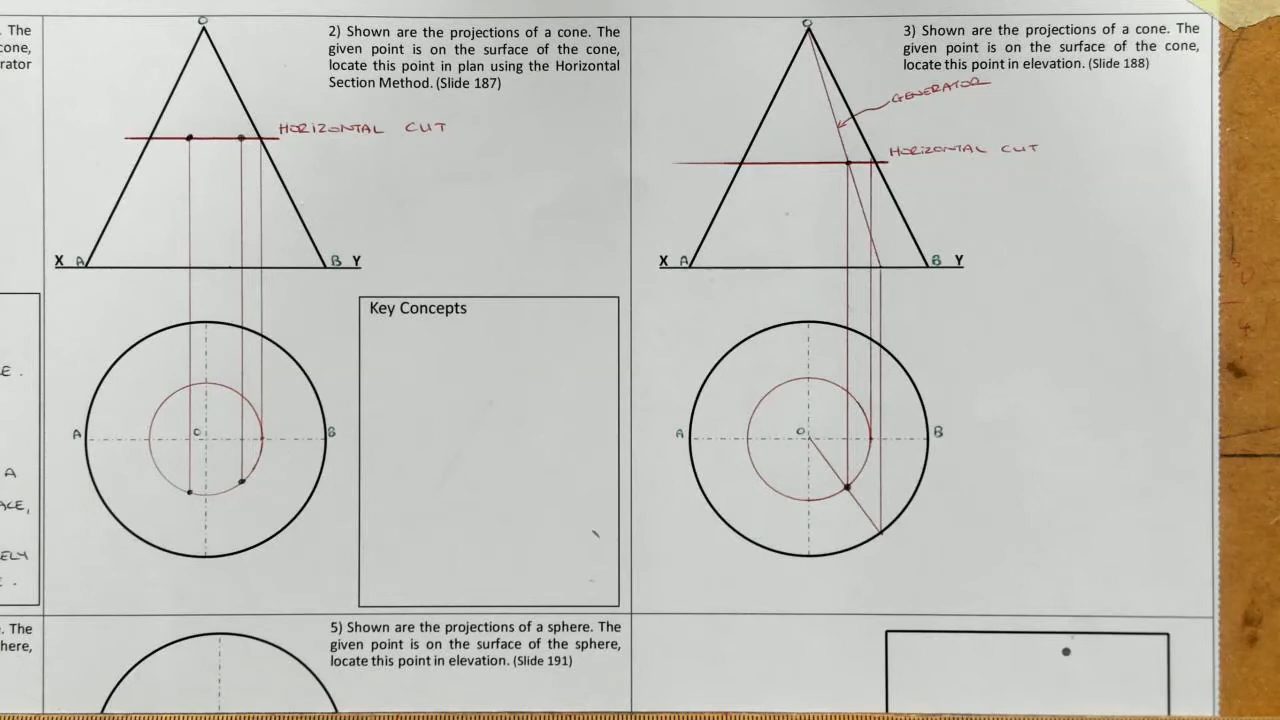 . The
cone,
rator
O
2) Shown are the projections of a cone. The
given point is on the surface of the cone,
locate this point in plan using the Horizontal
Section Method. (Slide 187)
HORIZONTAL CUT
X A
B Y
A
O
B
Key Concepts
O
3) Shown are the projections of a cone. The
given point is on the surface of the cone,
locate this point in elevation. (Slide 188)
GENERATOR
HORIZONTAL CUT
X A
B Y
A
O
B
E.
A
ACE,
ELY
E.
. The
here,
5) Shown are the projections of a sphere. The
given point is on the surface of the sphere,
locate this point in elevation. (Slide 191)